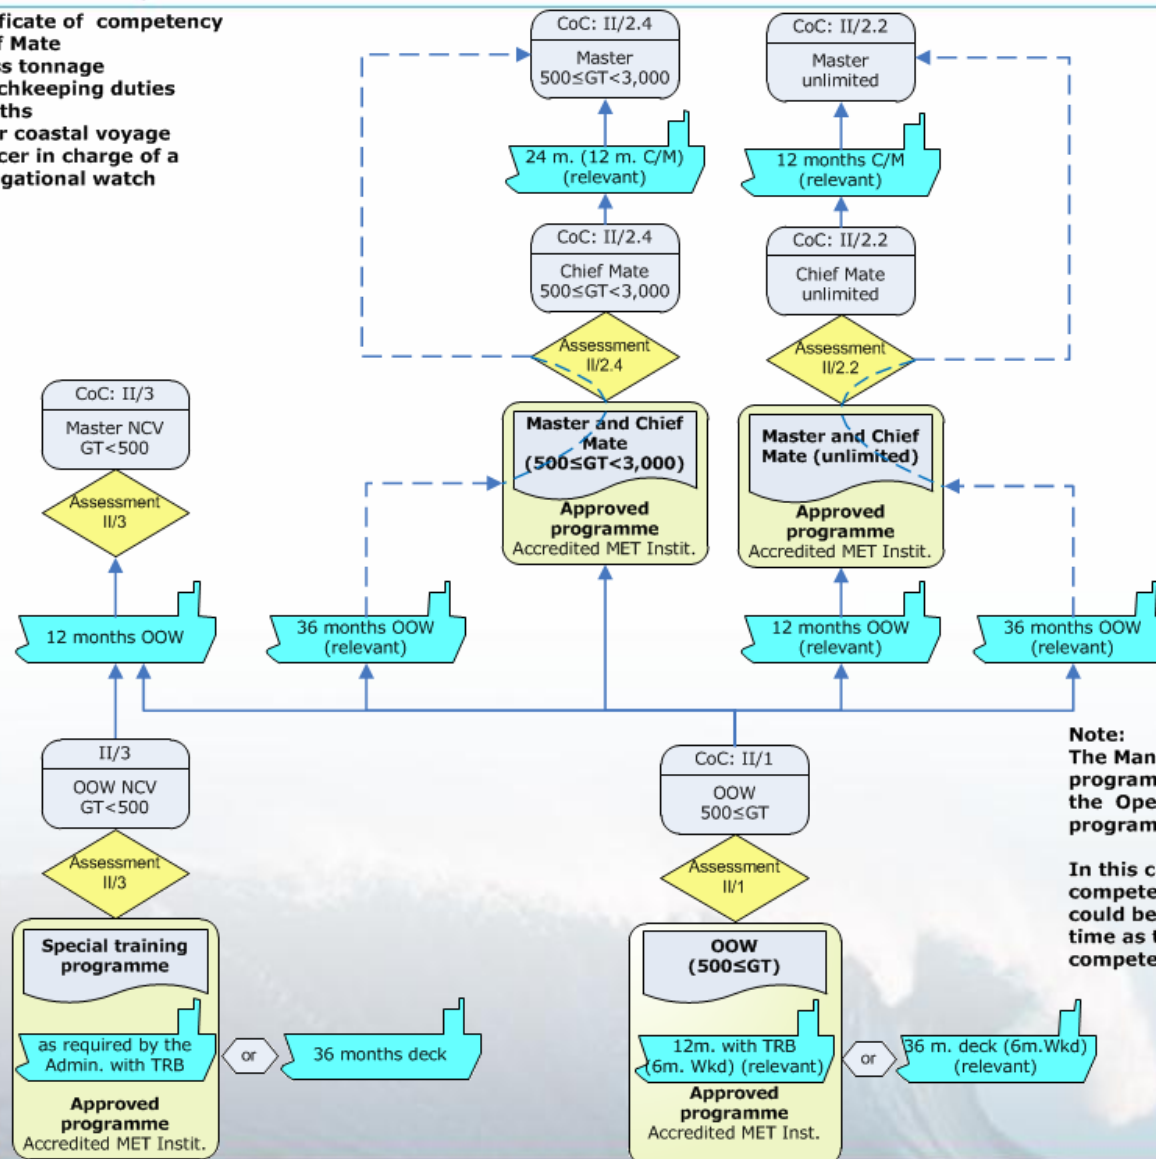 ficate of competency
f Mate
ss tonnage
chkeeping duties
ths
r coastal voyage
cer in charge of a
gational watch
CoC: II/2.4
Master
500≤GT<3,000
CoC: II/2.2
Master
unlimited
24 m. (12 m. C/M)
(relevant)
12 months C/M
(relevant)
CoC: II/2.4
Chief Mate
500≤GT<3,000
CoC: II/2.2
Chief Mate
unlimited
Assessment
II/2.4
Assessment
II/2.2
CoC: II/3
Master NCV
GT<500
Assessment
II/3
Master and Chief
Mate
(500≤GT<3,000)
Approved
programme
Accredited MET Instit.
Master and Chief
Mate (unlimited)
Approved
programme
Accredited MET Instit.
12 months OOW
36 months OOW
(relevant)
12 months OOW
(relevant)
36 months OOW
(relevant)
II/3
OOW NCV
GT<500
CoC: II/1
OOW
500≤GT
Note:
The Man
program
the Ope
program
In this c
compete
could be
time as t
compete
Assessment
II/3
Assessment
II/1
Special training
programme
as required by the
Admin. with TRB
Approved
programme
Accredited MET Instit.
or
36 months deck
OOW
(500≤GT)
12m. with TRB
(6m. Wkd) (relevant)
Approved
programme
Accredited MET Inst.
or
36 m. deck (6m.Wkd)
(relevant)